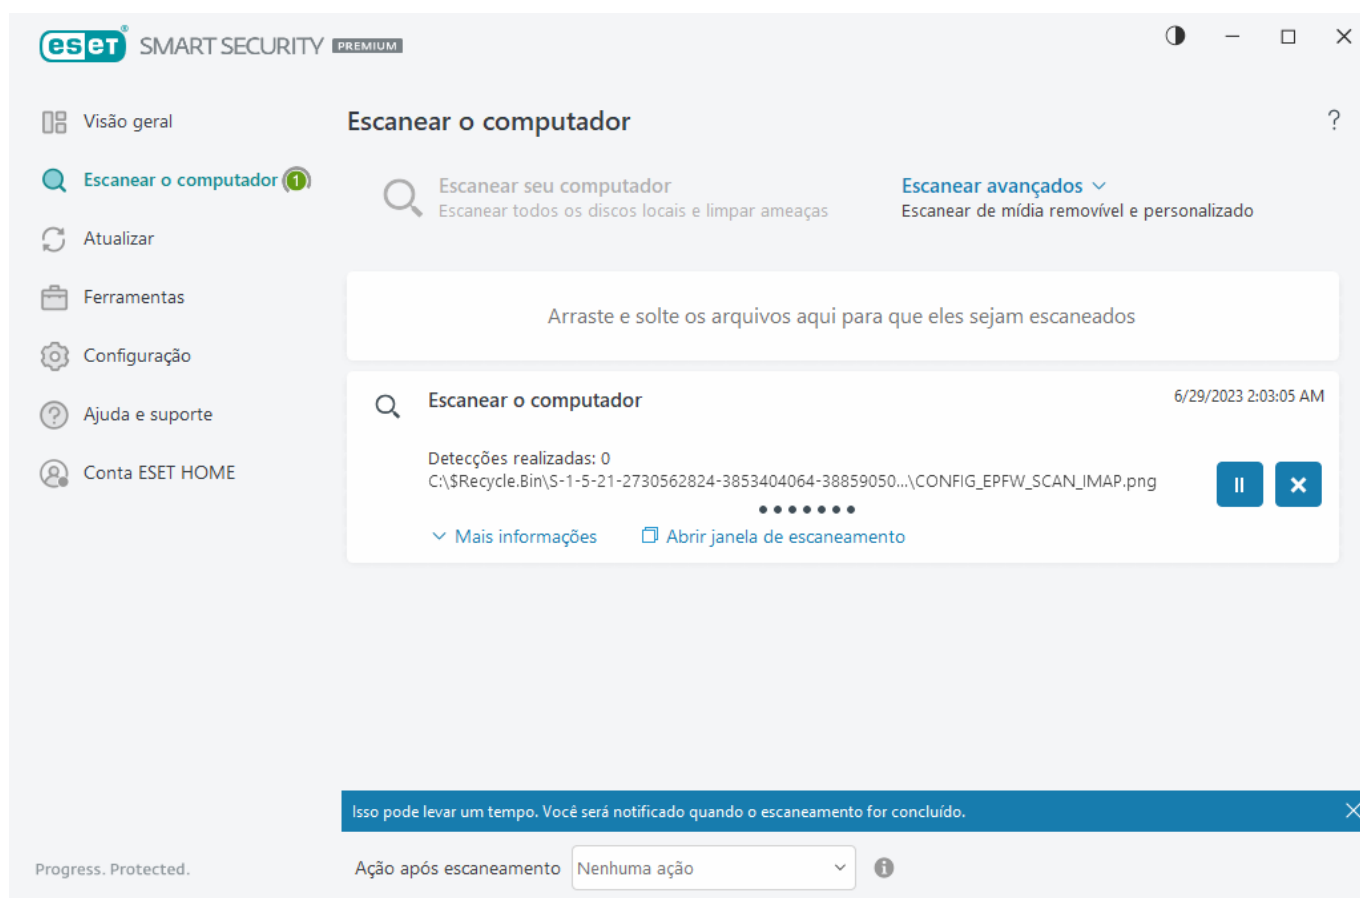 eset® SMART SECURITY PREMIUM
Visão geral
Escanear o computador 1
Atualizar
Ferramentas
Configuração
Ajuda e suporte
Conta ESET HOME
Progress. Protected.
Escanear o computador ?
Escanear seu computador
Escanear todos os discos locais e limpar ameaças
Escanear avançados
Escanear de mídia removível e personalizado
Arraste e solte os arquivos aqui para que eles sejam escaneados
Escanear o computador 6/29/2023 2:03:05 AM
Detecções realizadas: 0
C:\$Recycle.Bin\S-1-5-21-2730562824-3853404064-38859050...\CONFIG_EPFW_SCAN_IMAP.png
Mais informações Abrir janela de escaneamento
Isso pode levar um tempo. Você será notificado quando o escaneamento for concluído.
Ação após escaneamento Nenhuma ação